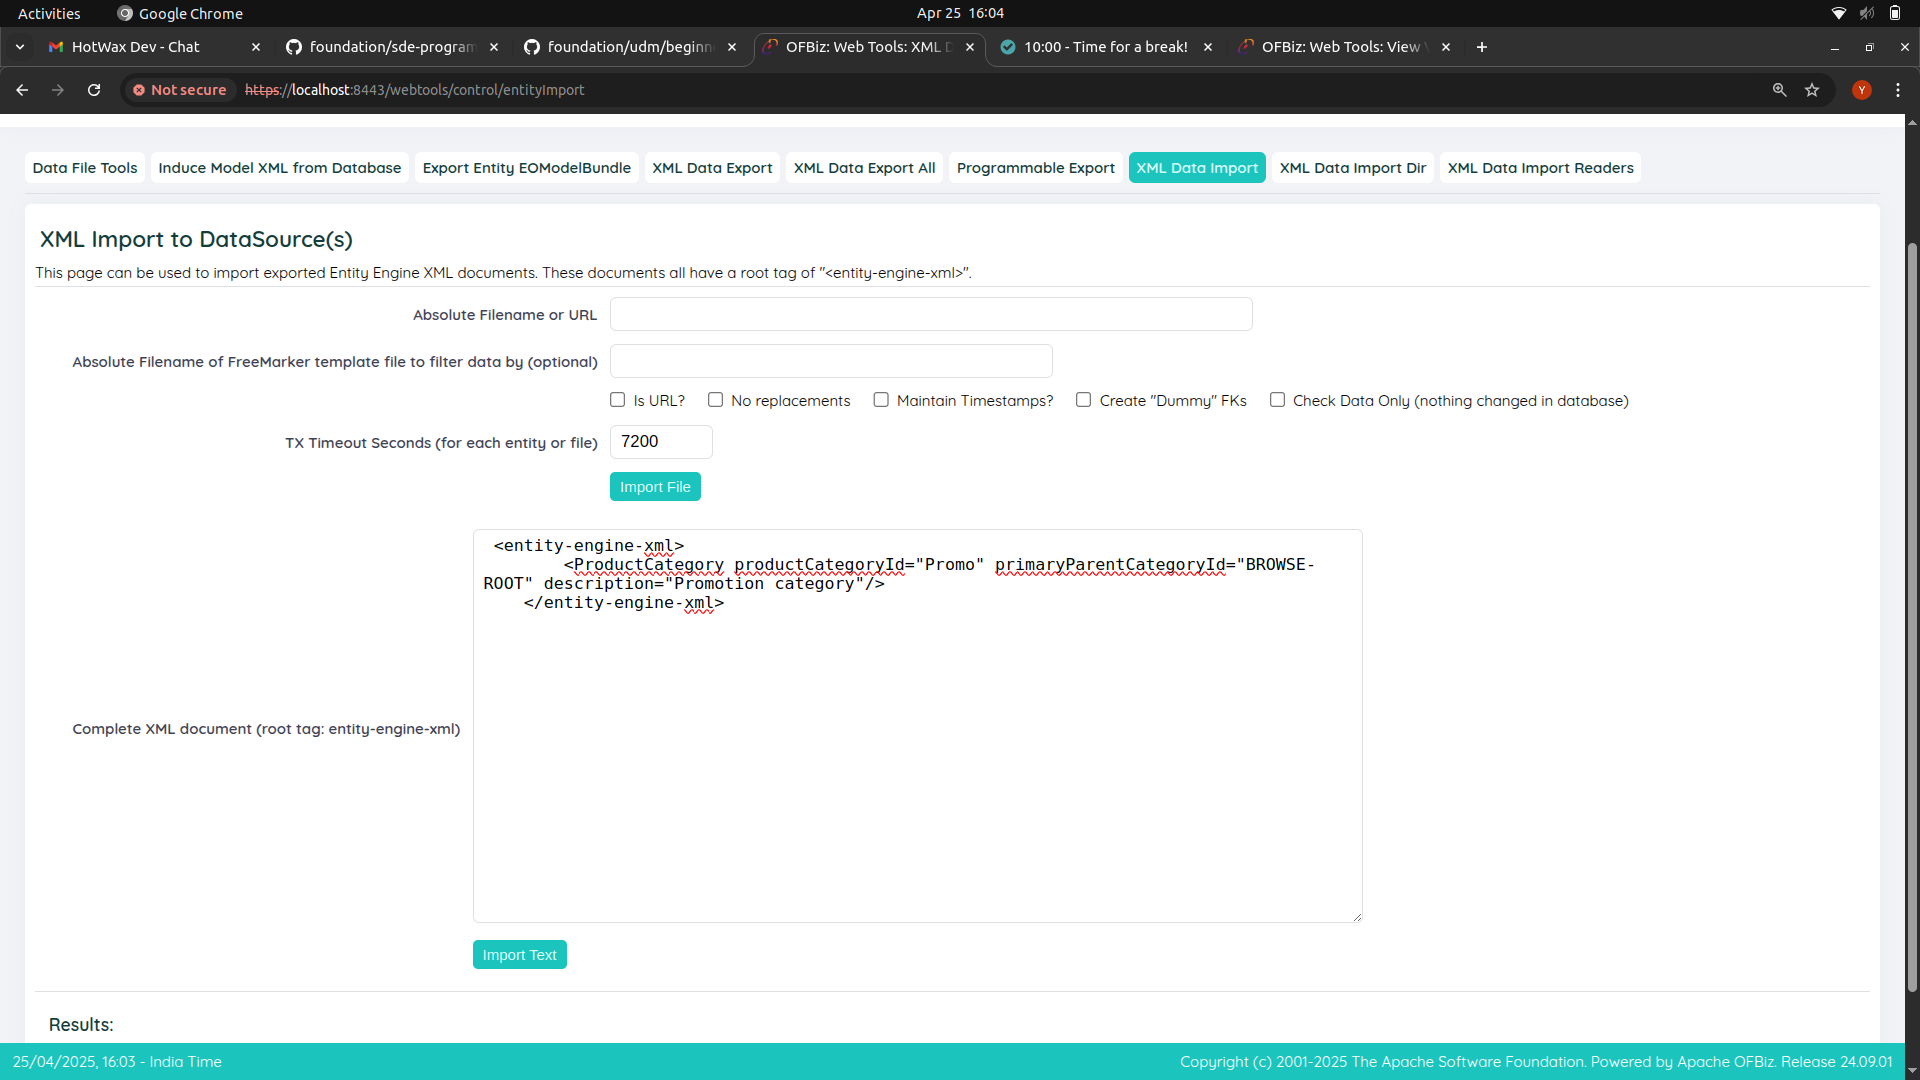 Activities
Google Chrome
Apr 25 16:04
HotWax Dev - Chat
foundation/sde-program
foundation/udm/beginn
OFBiz: Web Tools: XML D
10:00 - Time for a break!
OFBiz: Web Tools: View
Not secure
https://localhost:8443/webtools/control/entityImport
Y
Data File Tools
Induce Model XML from Database
Export Entity EOModelBundle
XML Data Export
XML Data Export All
Programmable Export
XML Data Import
XML Data Import Dir
XML Data Import Readers
XML Import to DataSource(s)
This page can be used to import exported Entity Engine XML documents. These documents all have a root tag of "<entity-engine-xml>".
Absolute Filename or URL
Absolute Filename of FreeMarker template file to filter data by (optional)
Is URL?
No replacements
Maintain Timestamps?
Create "Dummy" FKs
Check Data Only (nothing changed in database)
TX Timeout Seconds (for each entity or file)
7200
Import File
<entity-engine-xml>
<ProductCategory productCategoryId="Promo" primaryParentCategoryId="BROWSE-
ROOT" description="Promotion category"/>
</entity-engine-xml>
Complete XML document (root tag: entity-engine-xml)
Import Text
Results:
25/04/2025, 16:03 - India Time
Copyright (c) 2001-2025 The Apache Software Foundation. Powered by Apache OFBiz. Release 24.09.01